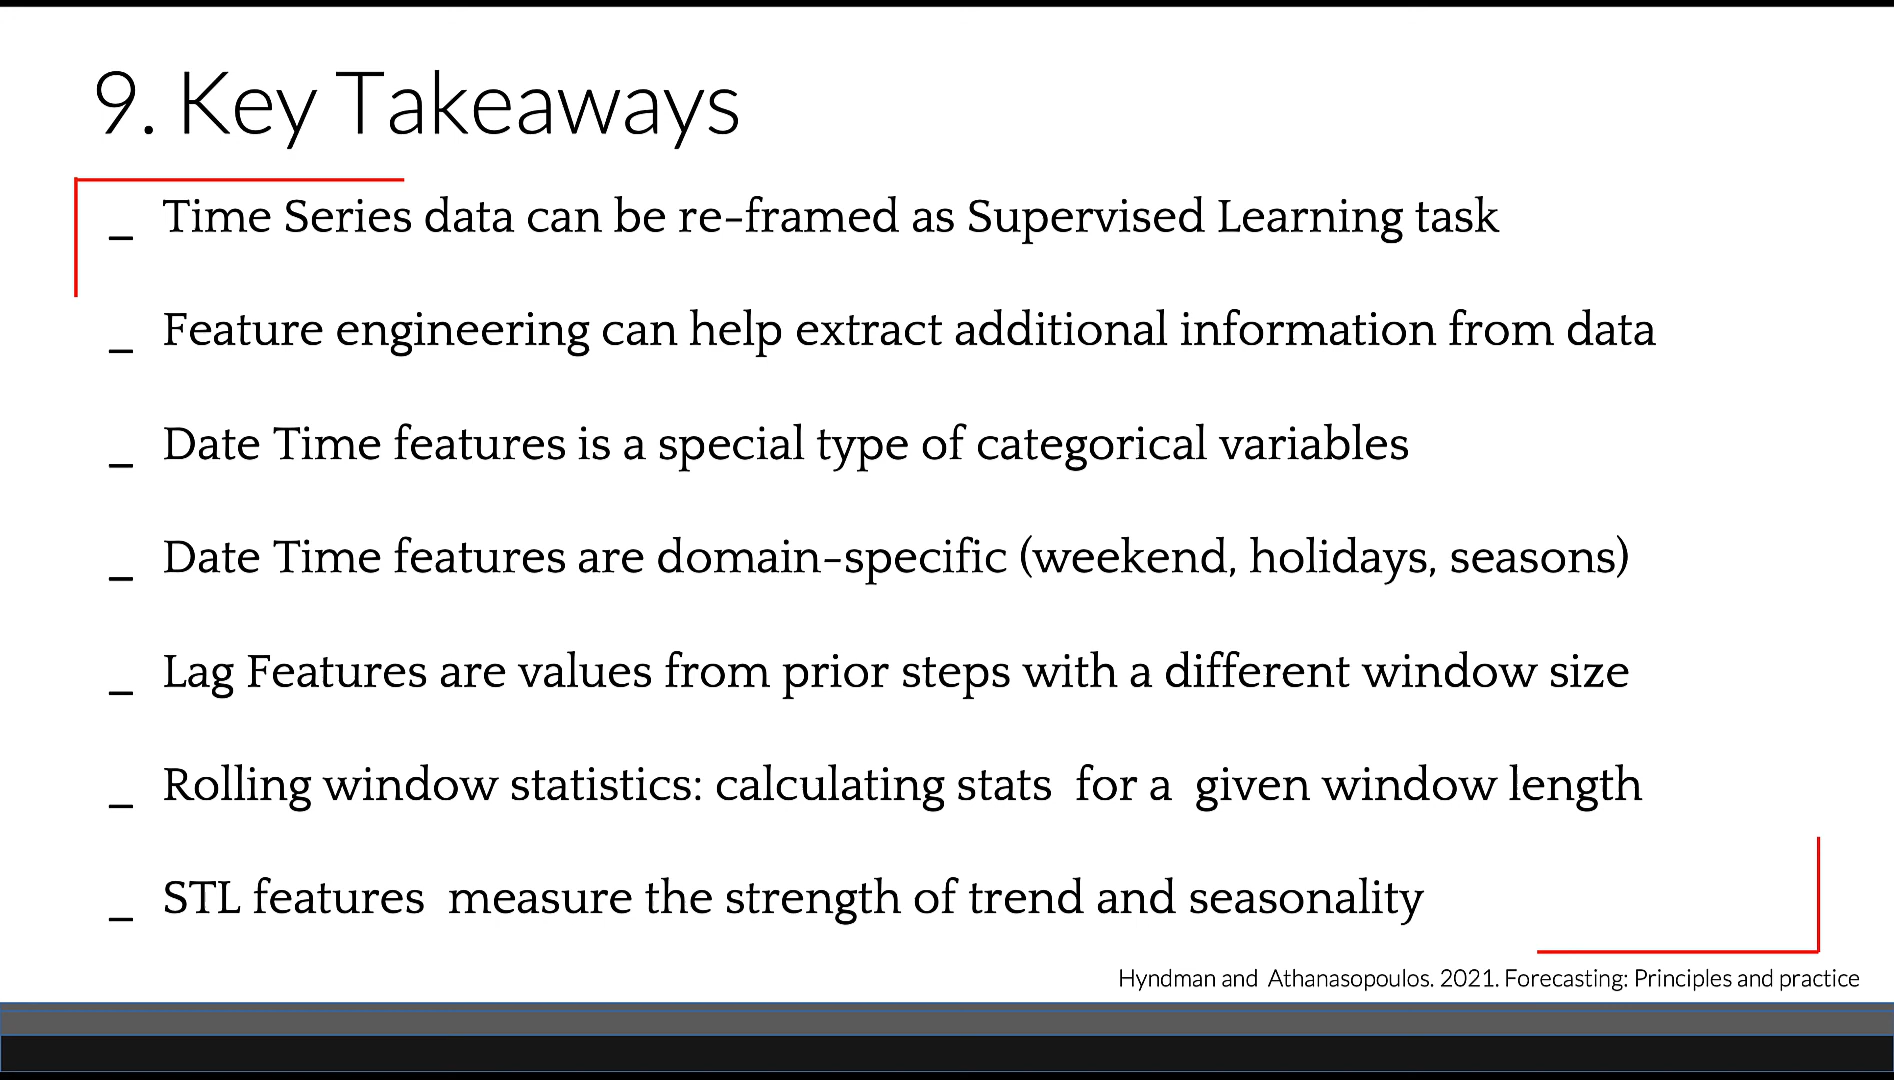 9. Key Takeaways
_ Time Series data can be re-framed as Supervised Learning task
_ Feature engineering can help extract additional information from data
_ Date Time features is a special type of categorical variables
_ Date Time features are domain-specific (weekend, holidays, seasons)
_ Lag Features are values from prior steps with a different window size
_ Rolling window statistics: calculating stats for a given window length
_ STL features measure the strength of trend and seasonality
Hyndman and Athanasopoulos. 2021. Forecasting: Principles and practice